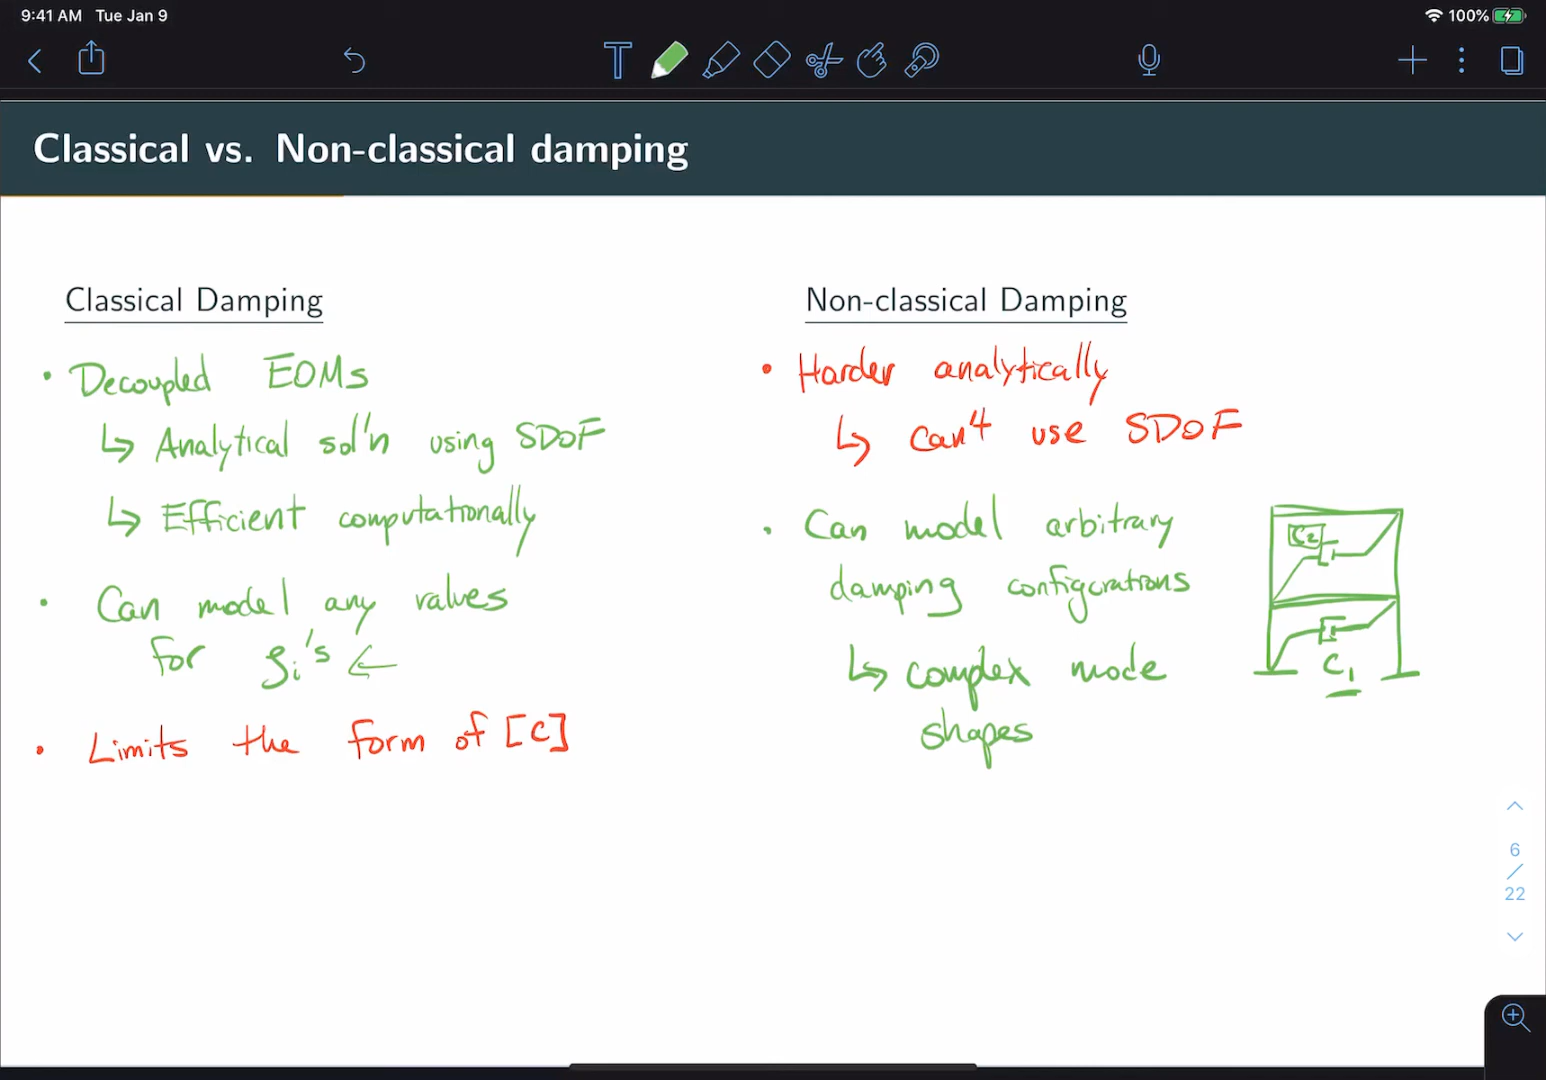 9:41 AM Tue Jan 9
100%
Classical vs. Non-classical damping
Classical Damping
• Decoupled EOMs
↳ Analytical sol'n using SDOF
↳ Efficient computationally
• Can model any values
for ξi's ←
• Limits the form of [C]
Non-classical Damping
• Harder analytically
↳ Can't use SDOF
• Can model arbitrary
damping configurations
↳ complex mode
shapes
C2
C1
6
/
22